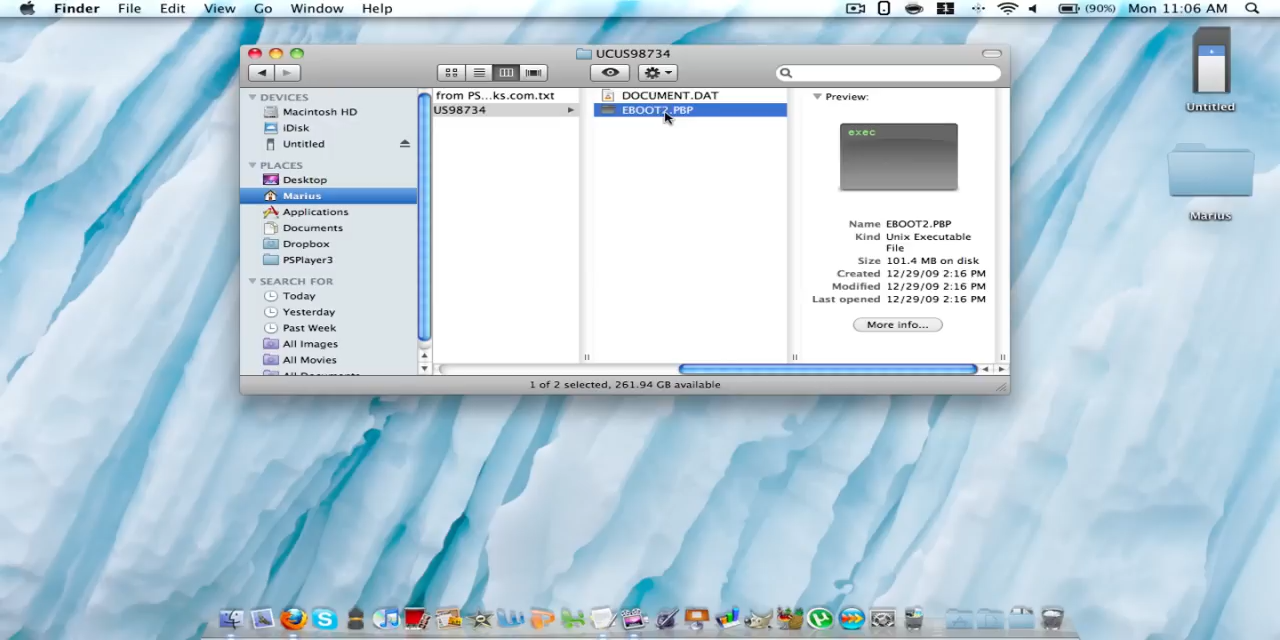 Finder File Edit View Go Window Help
(90%) Mon 11:06 AM
UCUS98734
DEVICES
Macintosh HD
iDisk
Untitled
PLACES
Desktop
Marius
Applications
Documents
Dropbox
PSPlayer3
SEARCH FOR
Today
Yesterday
Past Week
All Images
All Movies
All Documents
from PS...ks.com.txt
US98734
DOCUMENT.DAT
EBOOT2.PBP
Preview:
exec
Name EBOOT2.PBP
Kind Unix Executable
File
Size 101.4 MB on disk
Created 12/29/09 2:16 PM
Modified 12/29/09 2:16 PM
Last opened 12/29/09 2:16 PM
More info...
1 of 2 selected, 261.94 GB available
Untitled
Marius